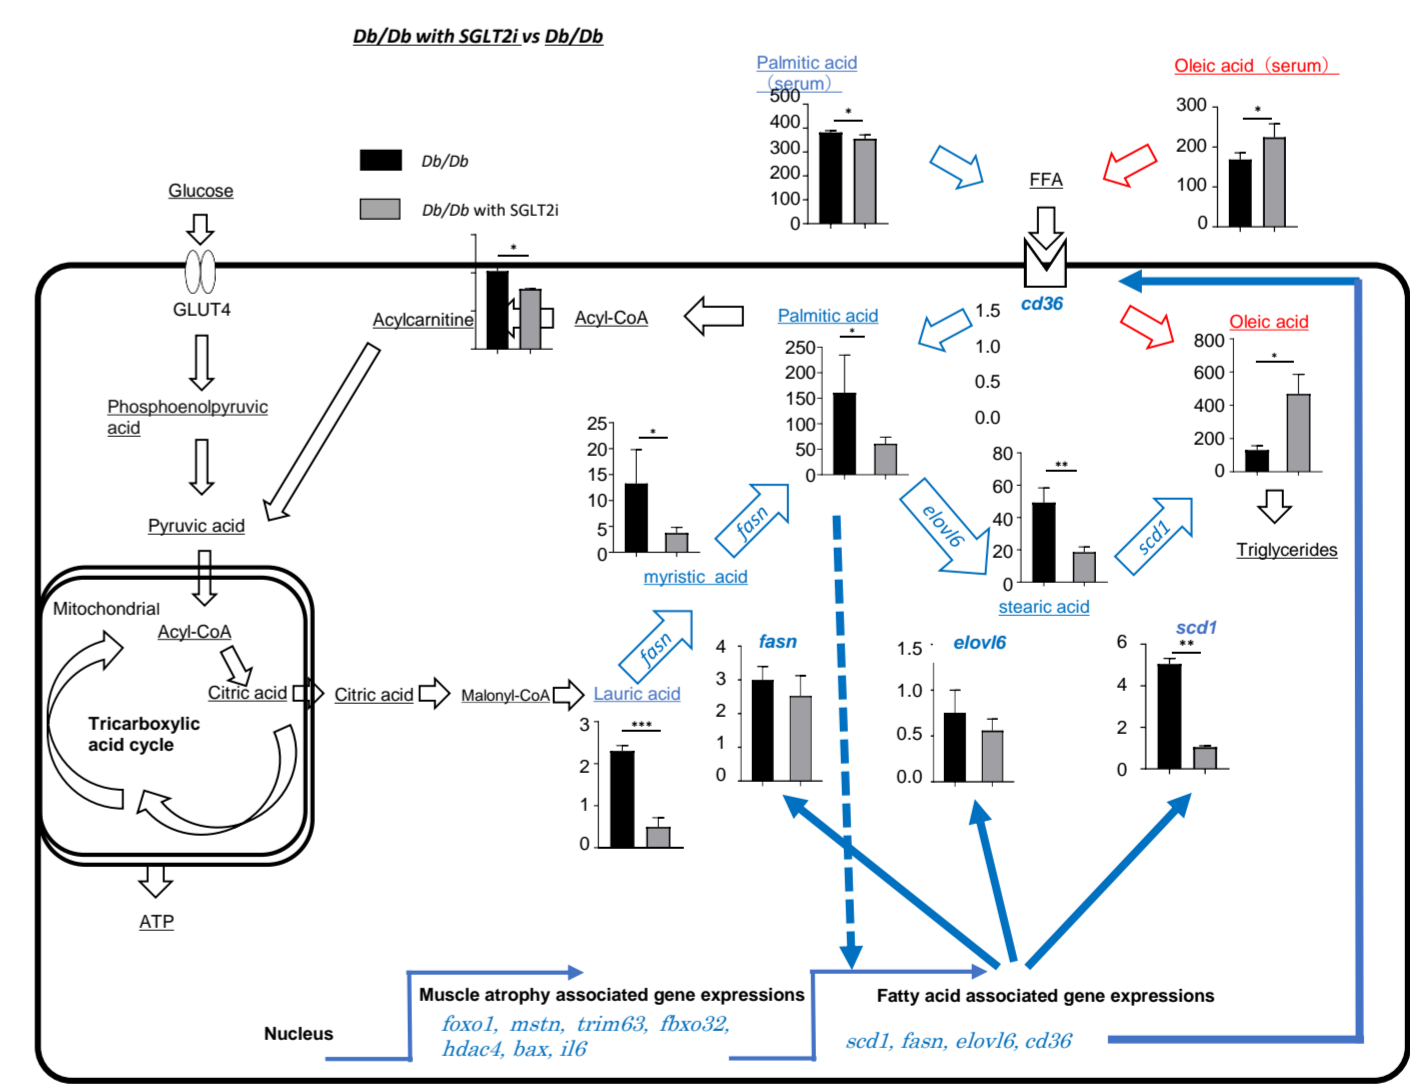 Db/Db with SGLT2i vs Db/Db
Palmitic acid
（serum）
500
400
300
200
100
0
*
Oleic acid（serum）
300
200
100
0
*
Db/Db
Db/Db with SGLT2i
Glucose
GLUT4
FFA
cd36
1.5
1.0
0.5
0.0
Acylcarnitine
*
Acyl-CoA
Palmitic acid
*
250
200
150
100
50
0
Oleic acid
800
600
400
200
0
*
Triglycerides
Phosphoenolpyruvic
acid
Pyruvic acid
25
20
15
10
5
0
*
myristic acid
fasn
elovl6
80
60
40
20
0
**
stearic acid
scd1
Mitochondrial
Acyl-CoA
Citric acid
Tricarboxylic
acid cycle
ATP
Citric acid
Malonyl-CoA
Lauric acid
fasn
3
2
1
0
***
fasn
4
3
2
1
0
elovl6
1.5
1.0
0.5
0.0
scd1
6
4
2
0
**
Nucleus
Muscle atrophy associated gene expressions
foxo1, mstn, trim63, fbxo32,
hdac4, bax, il6
Fatty acid associated gene expressions
scd1, fasn, elovl6, cd36